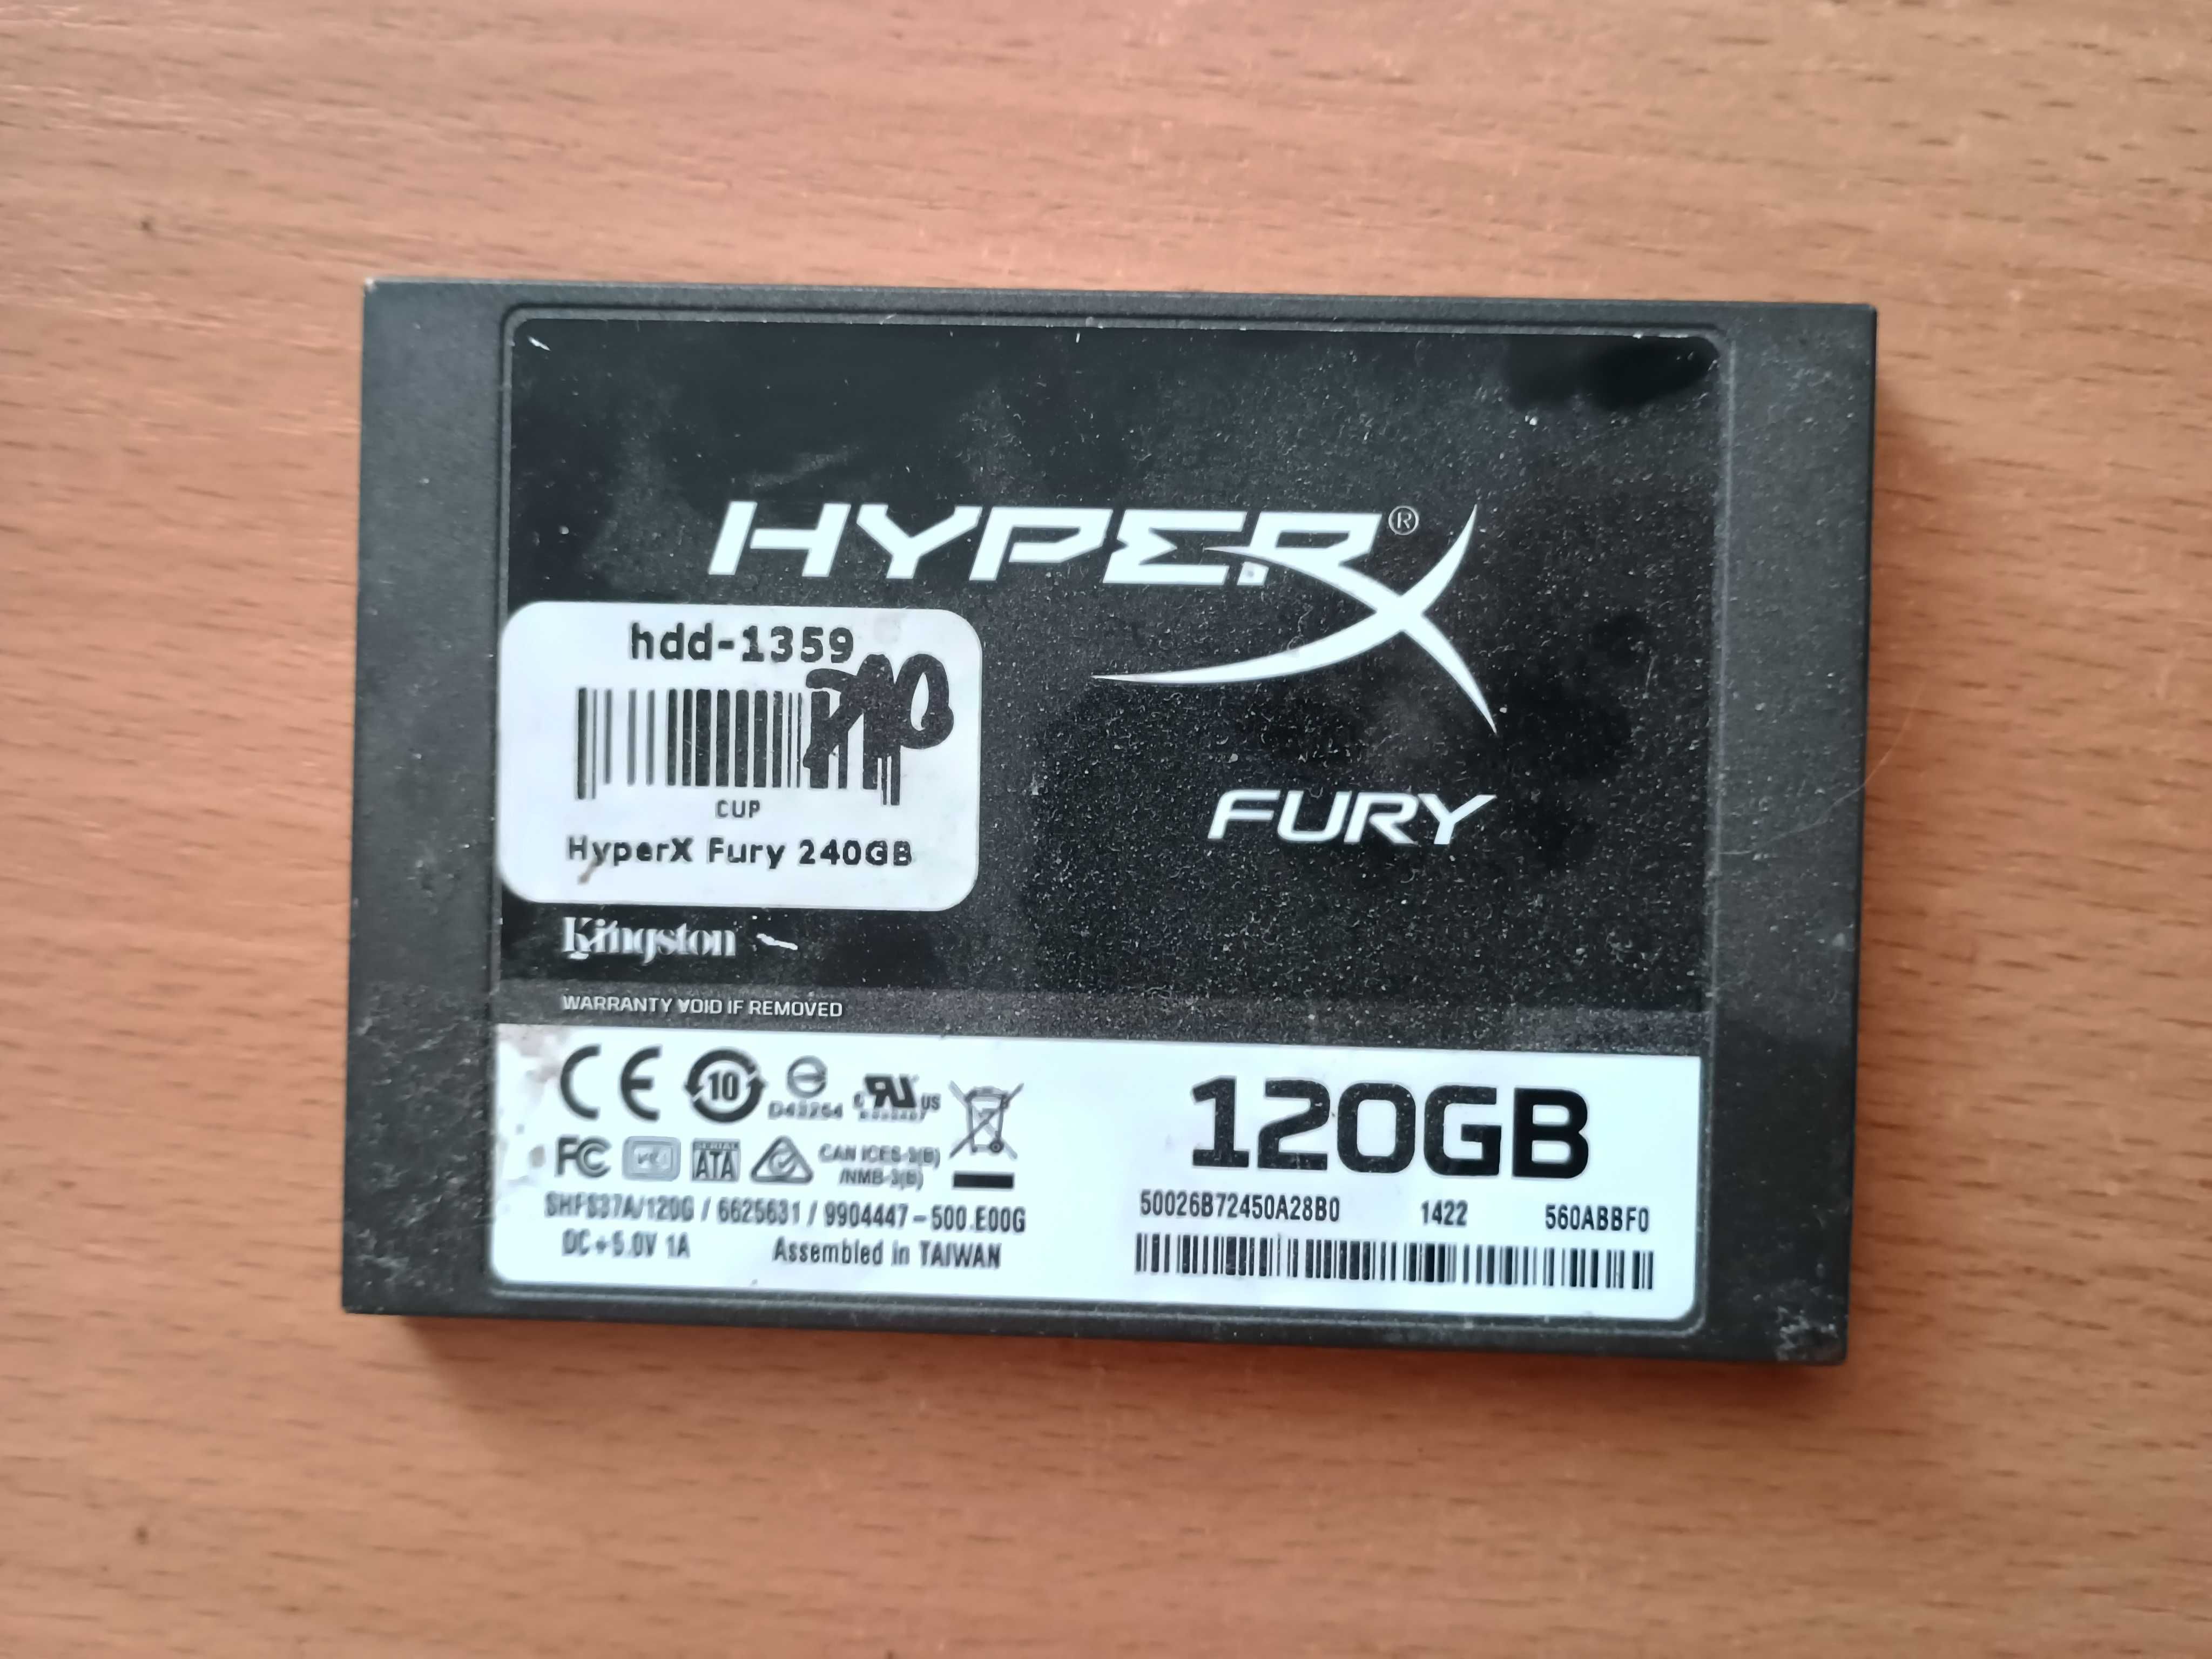 HYPERX®
hdd-1359
CUP
HyperX Fury 240GB
FURY
Kingston
WARRANTY VOID IF REMOVED
CE 10 c RU US
FC SERIAL ATA CAN ICES-3(B)
/NMB-3(B)
120GB
SHFS37A/120G / 6625631 / 9904447-500.E00G
DC+5.0V 1A Assembled in TAIWAN
50026B72450A28B0 1422 560ABBF0